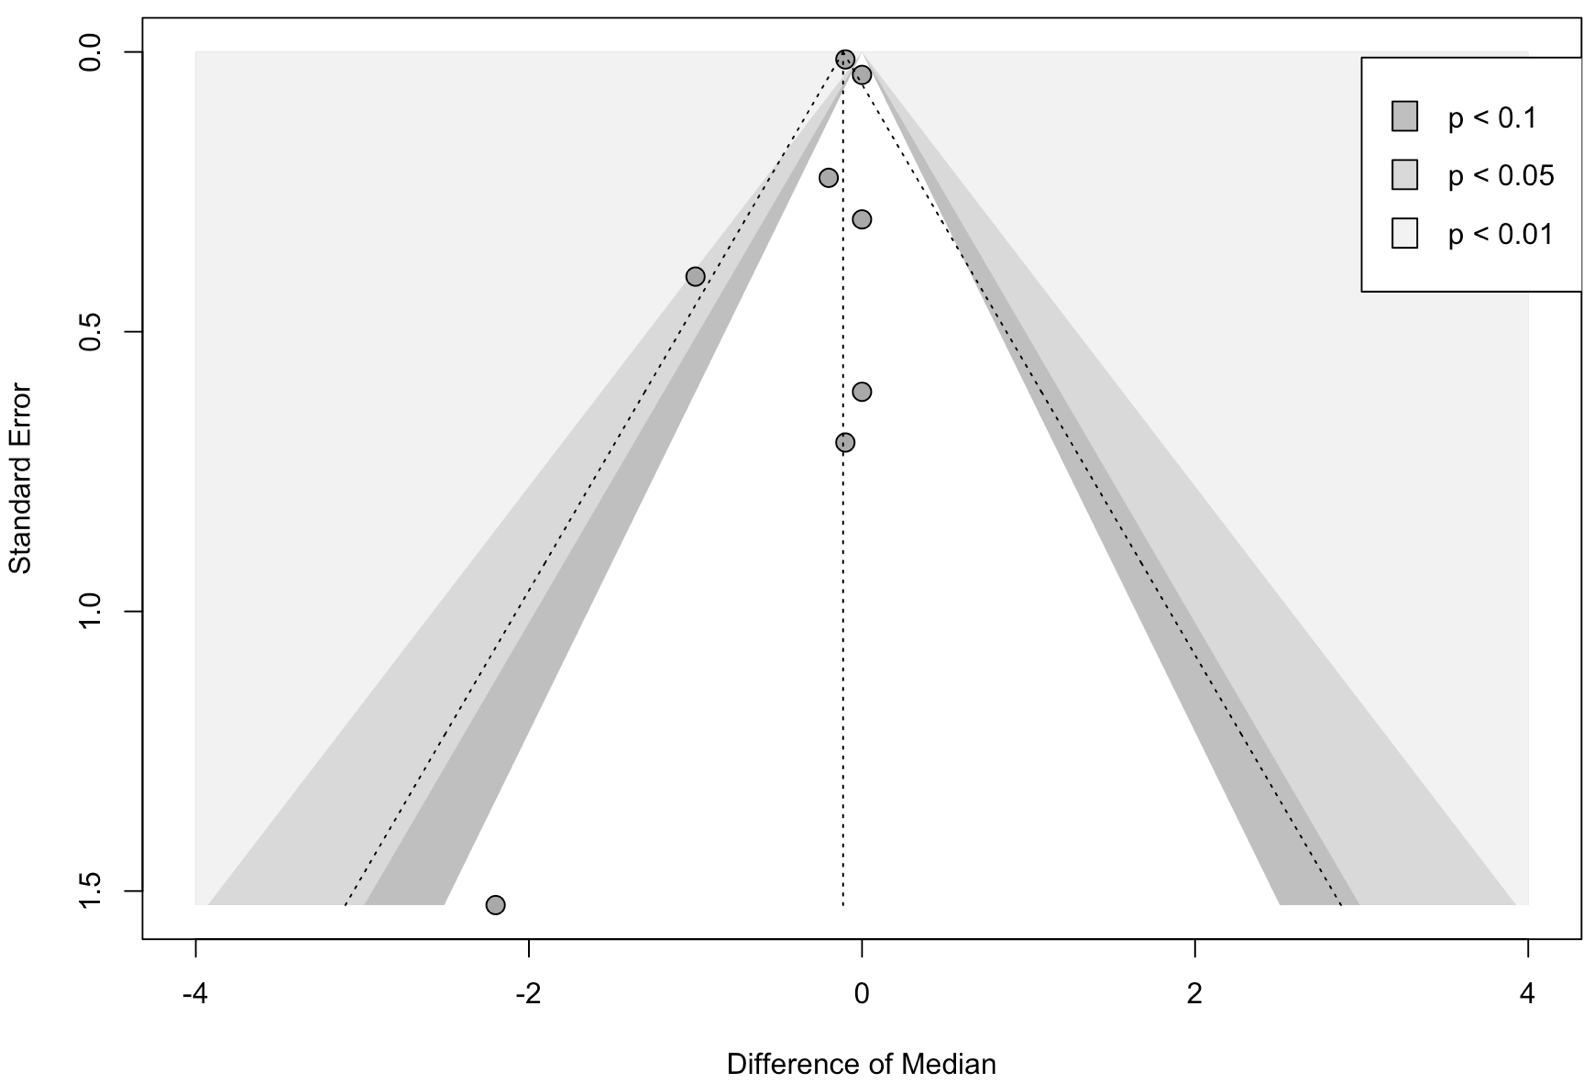 0.0
0.5
1.0
1.5
Standard Error
p < 0.1
p < 0.05
p < 0.01
-4
-2
0
2
4
Difference of Median